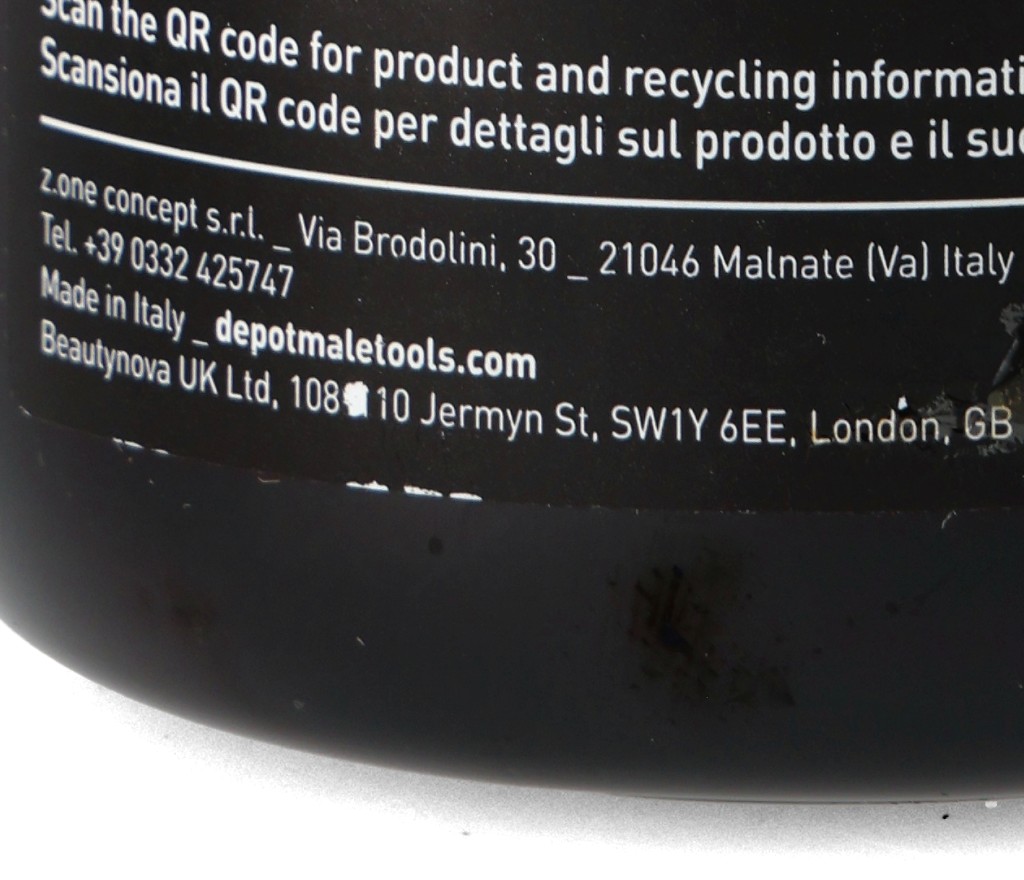 Scan the QR code for product and recycling informati
Scansiona il QR code per dettagli sul prodotto e il su
z.one concept s.r.l. _ Via Brodolini, 30 _ 21046 Malnate (Va) Italy
Tel. +39 0332 425747
Made in Italy _ depotmaletools.com
Beautynova UK Ltd, 108 10 Jermyn St, SW1Y 6EE, London, GB